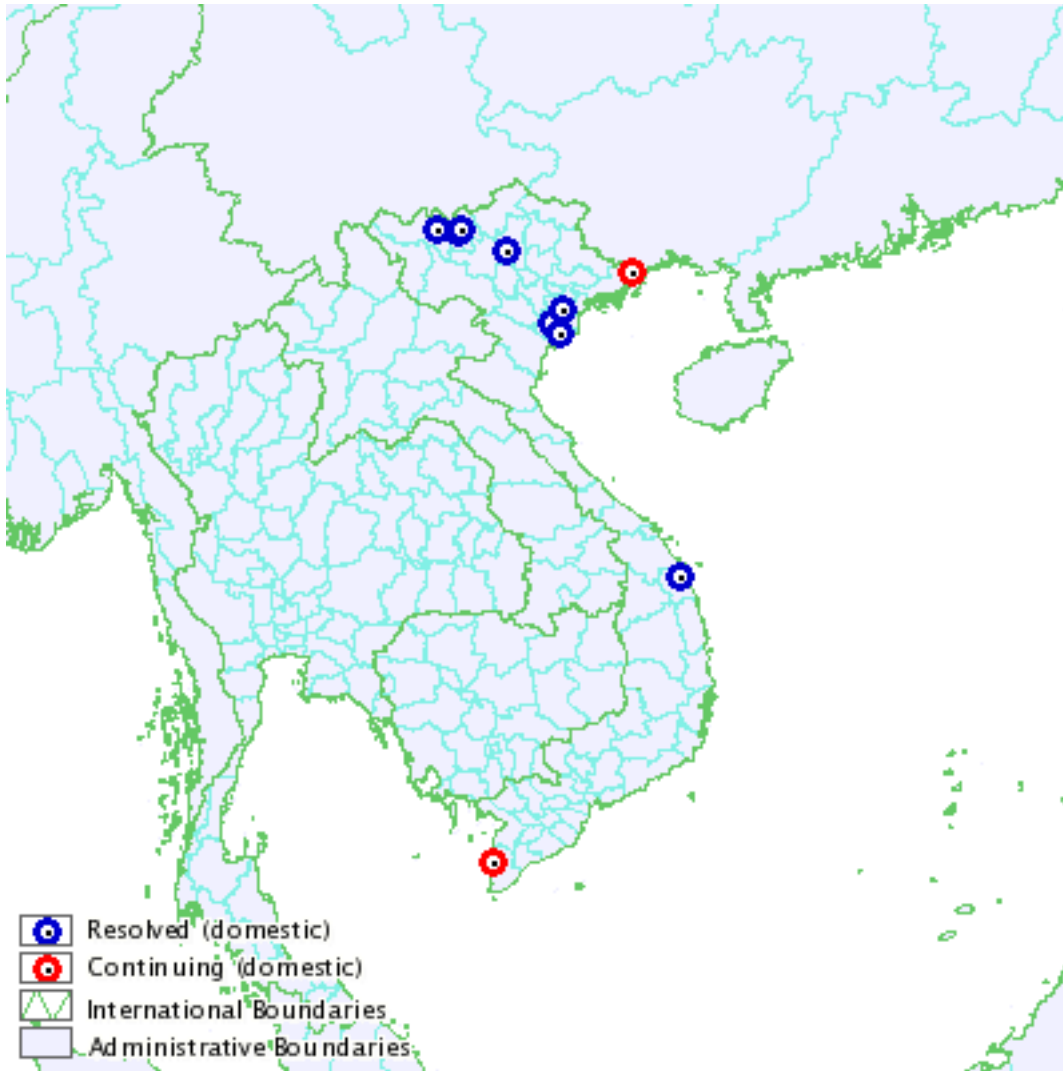 Resolved (domestic)
Continuing (domestic)
International Boundaries
Administrative Boundaries